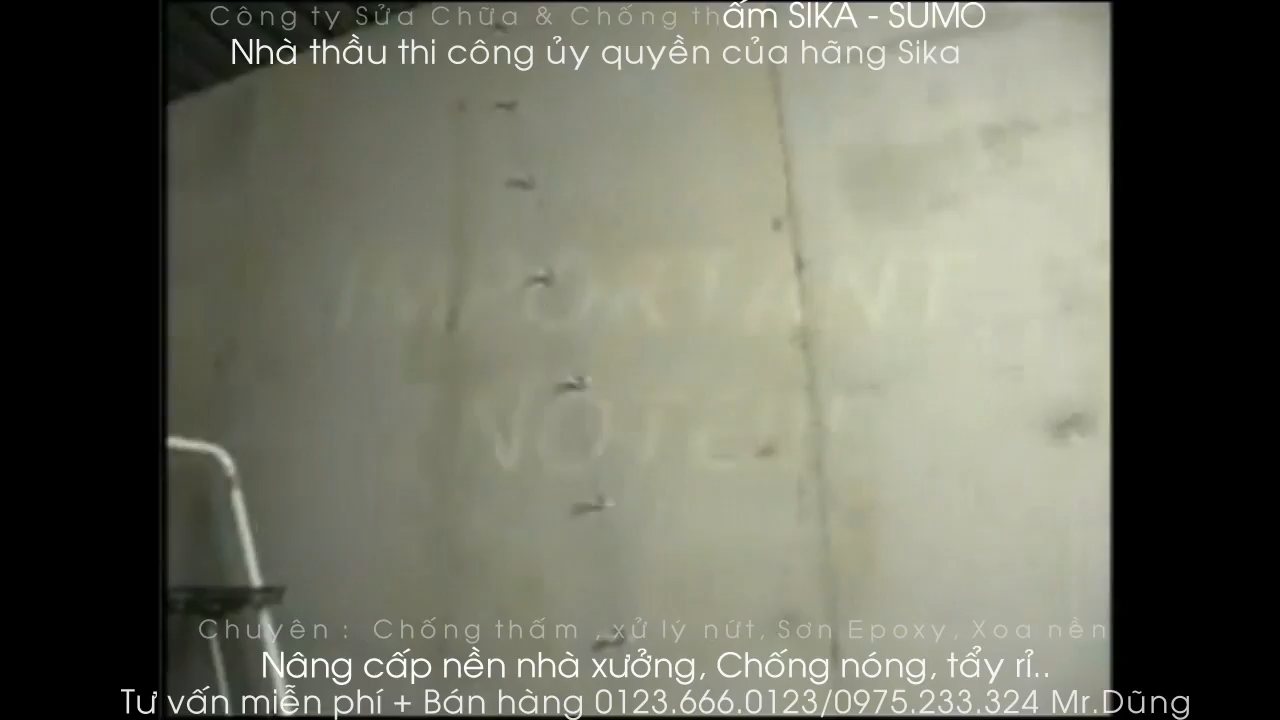 Công ty Sửa Chữa & Chống thấm SIKA - SUMO
Nhà thầu thi công ủy quyền của hãng Sika
IMPORTANT
NOTE!!
Chuyên : Chống thấm , xử lý nứt, Sơn Epoxy, Xoa nền
Nâng cấp nền nhà xưởng, Chống nóng, tẩy rỉ..
Tư vấn miễn phí + Bán hàng 0123.666.0123/0975.233.324 Mr.Dũng